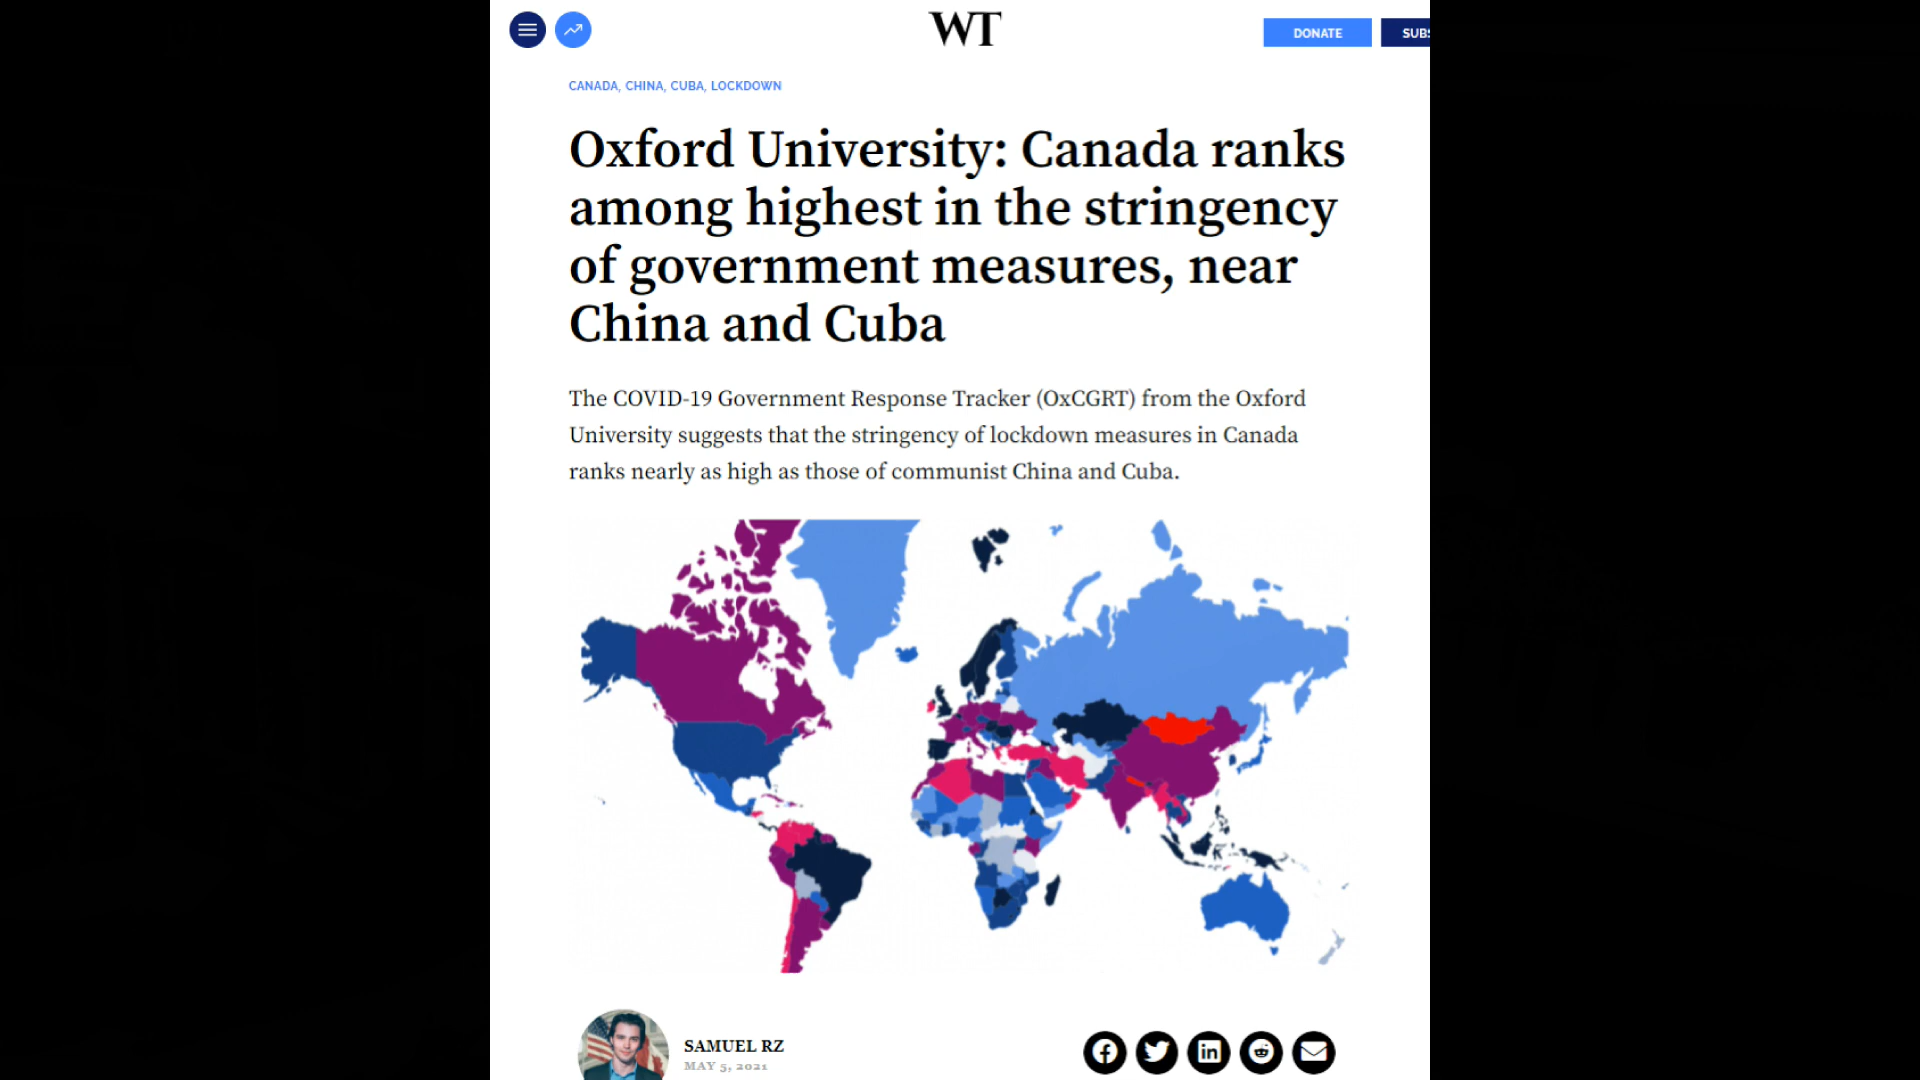 WT
DONATE
SUBS
CANADA, CHINA, CUBA, LOCKDOWN
Oxford University: Canada ranks
among highest in the stringency
of government measures, near
China and Cuba
The COVID-19 Government Response Tracker (OxCGRT) from the Oxford
University suggests that the stringency of lockdown measures in Canada
ranks nearly as high as those of communist China and Cuba.
SAMUEL RZ
MAY 5, 2021